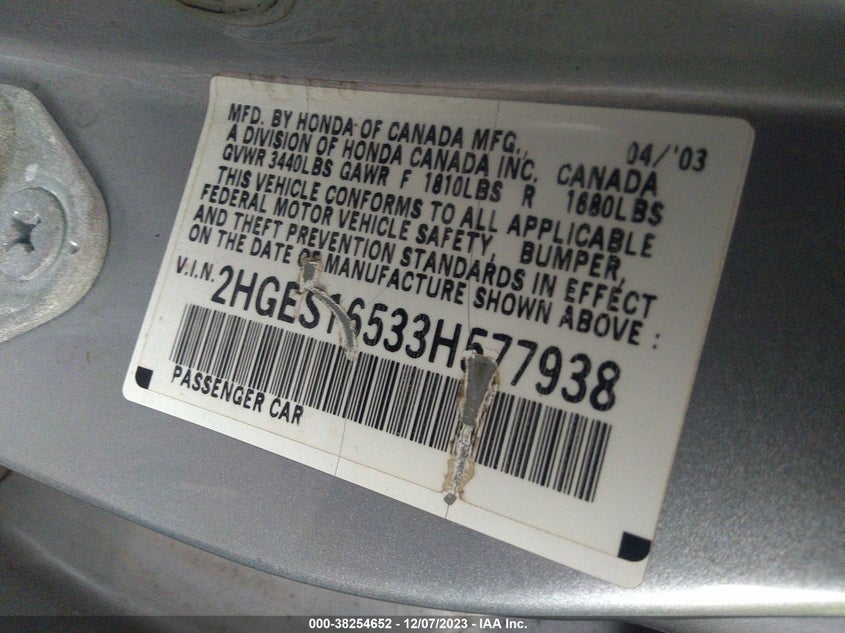 MFD. BY HONDA OF CANADA MFG., 04/'03
A DIVISION OF HONDA CANADA INC, CANADA
GVWR 3440LBS GAWR F 1810LBS R 1680LBS
THIS VEHICLE CONFORMS TO ALL APPLICABLE
FEDERAL MOTOR VEHICLE SAFETY, BUMPER,
AND THEFT PREVENTION STANDARDS IN EFFECT
ON THE DATE OF MANUFACTURE SHOWN ABOVE :
V.I.N. 2HGES16533H577938
PASSENGER CAR
000-38254652 - 12/07/2023 - IAA Inc.